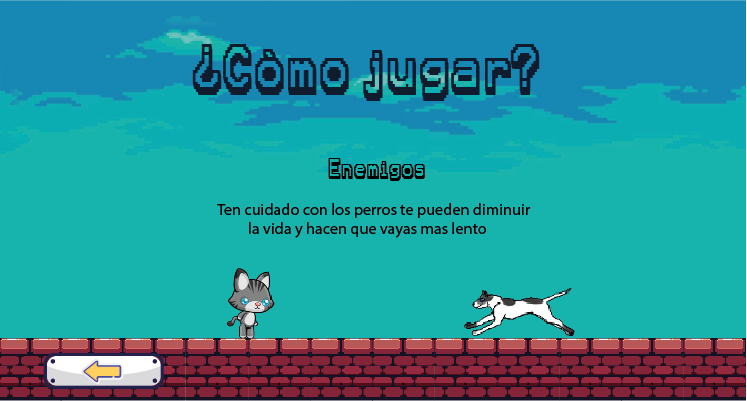 ¿Còmo jugar?
Enemigos
Ten cuidado con los perros te pueden diminuir
la vida y hacen que vayas mas lento